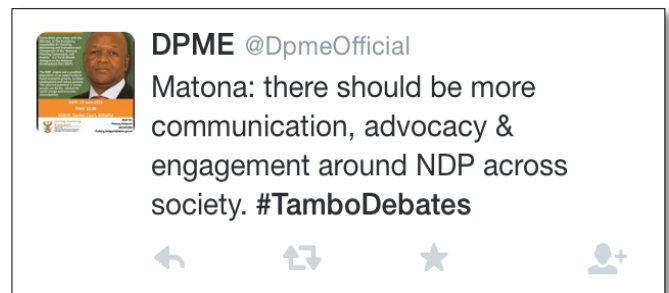 DPME @DpmeOfficial
Matona: there should be more
communication, advocacy &
engagement around NDP across
society. #TamboDebates